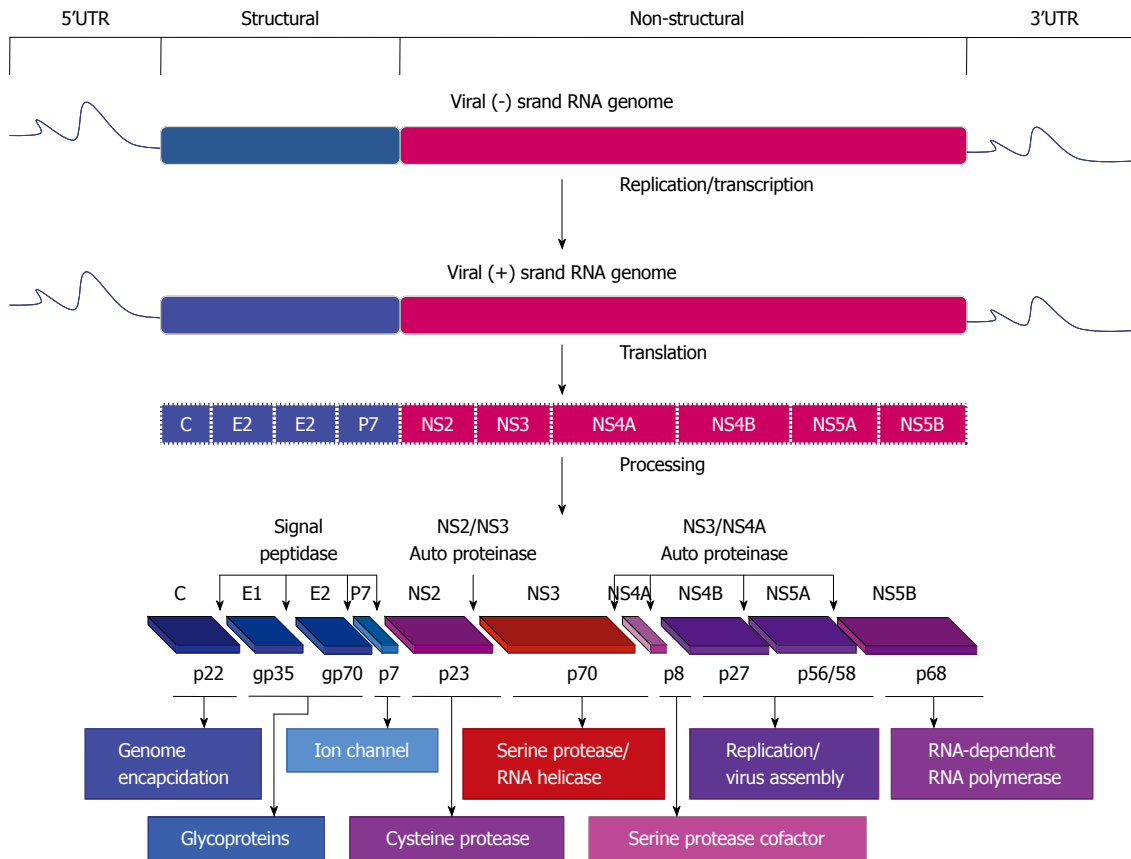 5’UTR Structural Non-structural 3’UTR
Viral (-) srand RNA genome
Replication/transcription
Viral (+) srand RNA genome
Translation
C E2 E2 P7 NS2 NS3 NS4A NS4B NS5A NS5B
Processing
Signal
peptidase
NS2/NS3
Auto proteinase
NS3/NS4A
Auto proteinase
C E1 E2 P7 NS2 NS3 NS4A NS4B NS5A NS5B
p22 gp35 gp70 p7 p23 p70 p8 p27 p56/58 p68
Genome
encapcidation
Ion channel
Serine protease/
RNA helicase
Replication/
virus assembly
RNA-dependent
RNA polymerase
Glycoproteins
Cysteine protease
Serine protease cofactor